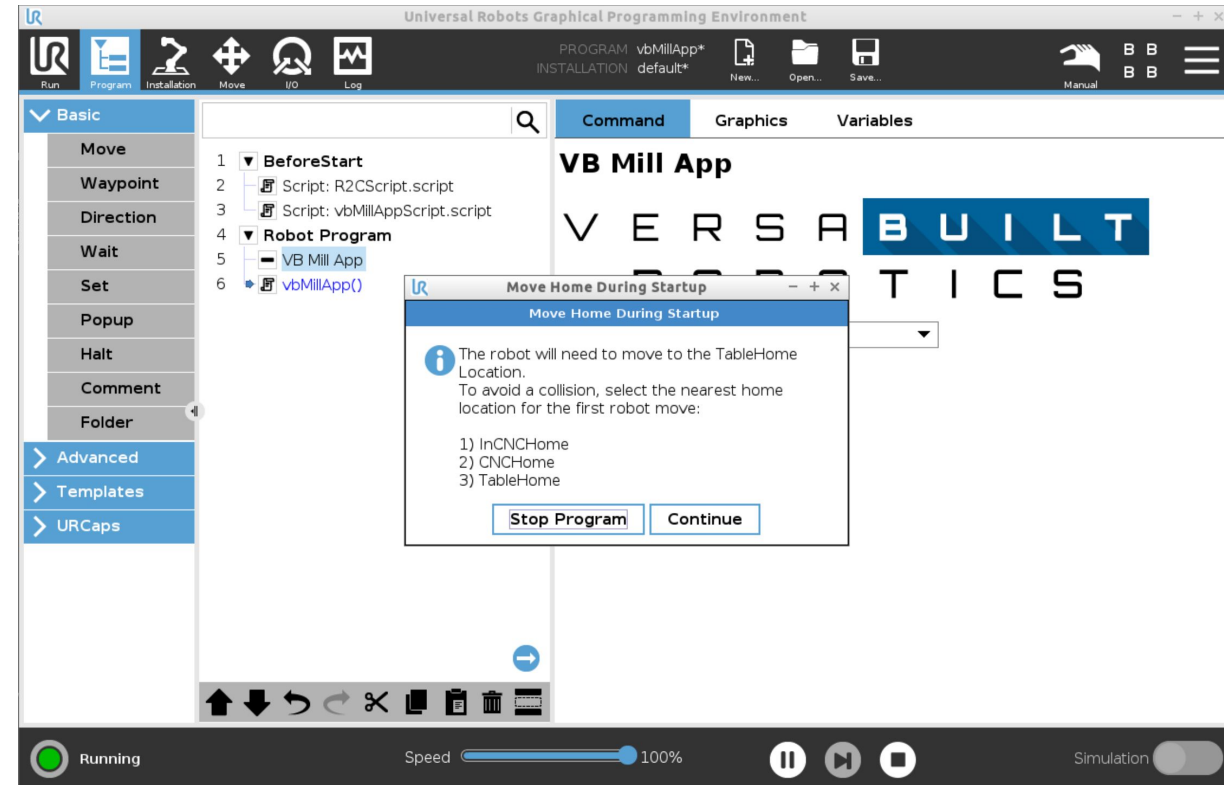 Universal Robots Graphical Programming Environment
PROGRAM vbMillApp*
INSTALLATION default*
Run
Program
Installation
Move
I/O
Log
New...
Open...
Save...
Manual
B B
B B
Basic
Move
Waypoint
Direction
Wait
Set
Popup
Halt
Comment
Folder
Advanced
Templates
URCaps
1 BeforeStart
2 Script: R2CScript.script
3 Script: vbMillAppScript.script
4 Robot Program
5 VB Mill App
6 vbMillApp()
Command Graphics Variables
VB Mill App
VERSABUILT
ROBOTICS
Move Home During Startup
Move Home During Startup
The robot will need to move to the TableHome
Location.
To avoid a collision, select the nearest home
location for the first robot move:
1) InCNCHome
2) CNCHome
3) TableHome
Stop Program Continue
Running
Speed 100%
Simulation